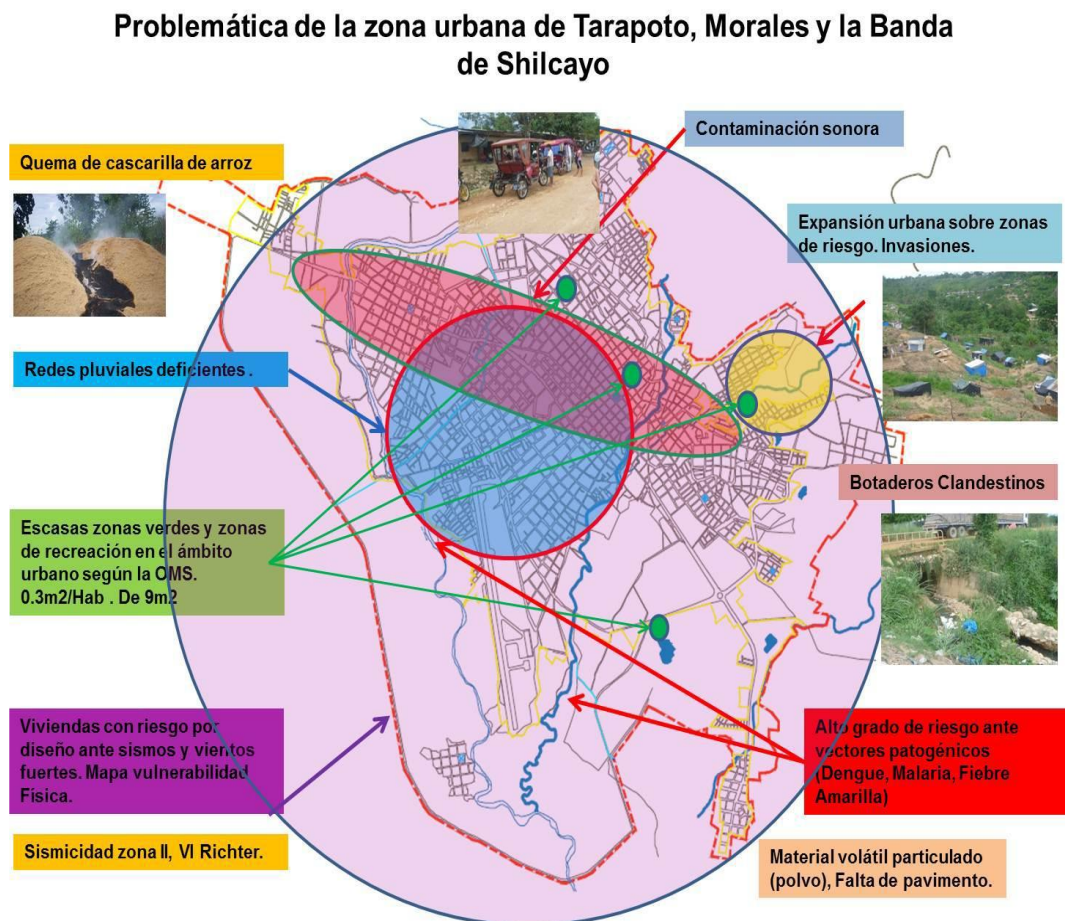 Problemática de la zona urbana de Tarapoto, Morales y la Banda
de Shilcayo
Contaminación sonora
Quema de cascarilla de arroz
Expansión urbana sobre zonas
de riesgo. Invasiones.
Redes pluviales deficientes .
Botaderos Clandestinos
Escasas zonas verdes y zonas
de recreación en el ámbito
urbano según la OMS.
0.3m2/Hab . De 9m2
Viviendas con riesgo por
diseño ante sismos y vientos
fuertes. Mapa vulnerabilidad
Física.
Alto grado de riesgo ante
vectores patogénicos
(Dengue, Malaria, Fiebre
Amarilla)
Sismicidad zona II, VI Richter.
Material volátil particulado
(polvo), Falta de pavimento.